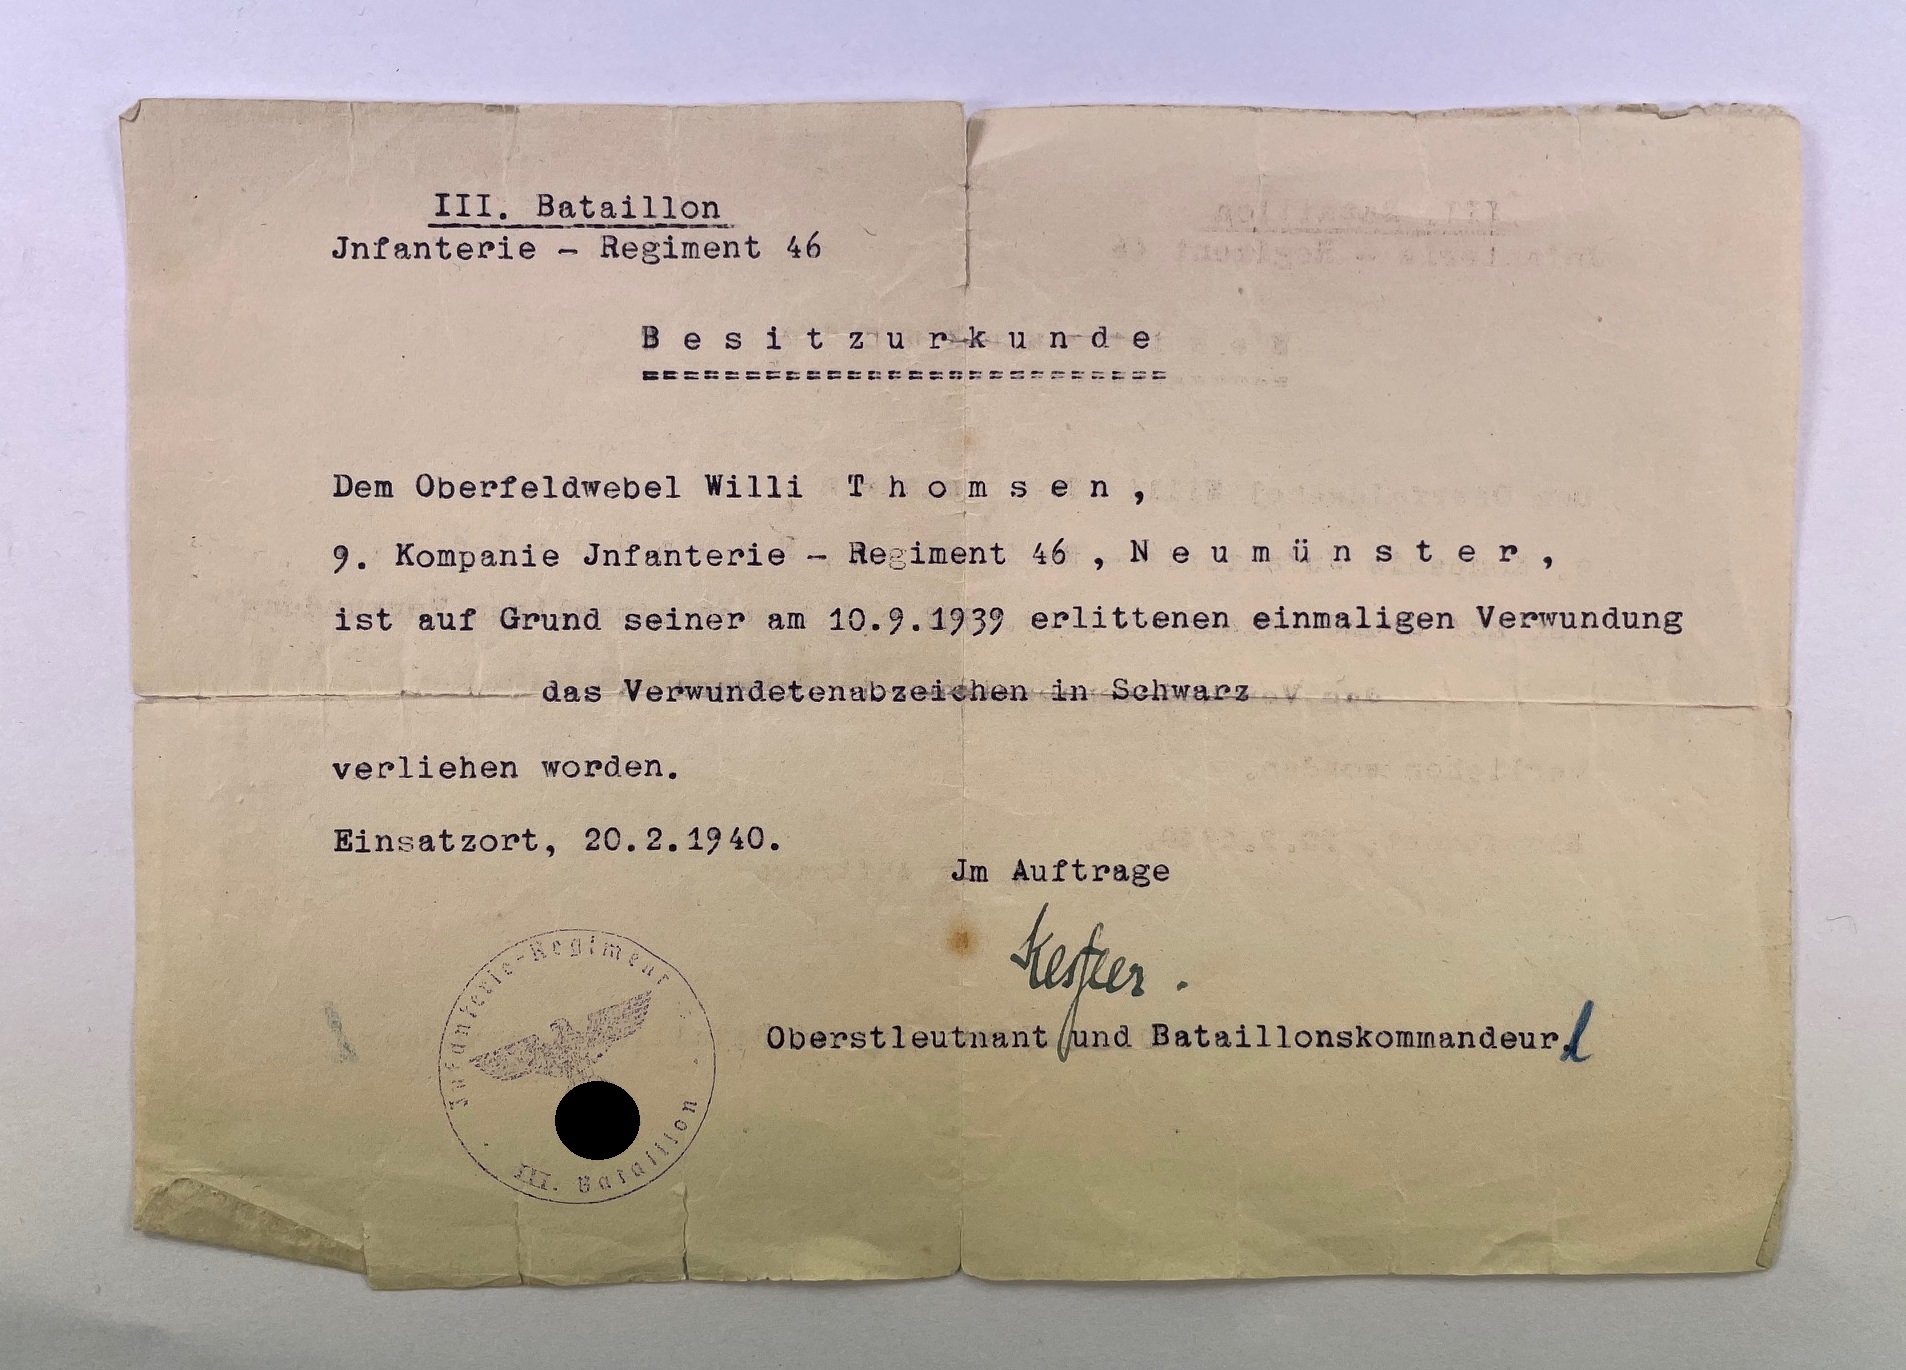 III. Bataillon
Jnfanterie - Regiment 46
B e s i t z u r k u n d e
Dem Oberfeldwebel Willi T h o m s e n ,
9. Kompanie Jnfanterie - Regiment 46 , N e u m ü n s t e r ,
ist auf Grund seiner am 10.9.1939 erlittenen einmaligen Verwundung
das Verwundetenabzeichen in Schwarz
verliehen worden.
Einsatzort, 20.2.1940.
Jm Auftrage
Oberstleutnant und Bataillonskommandeur.
Infanterie-Regiment
III. Bataillon